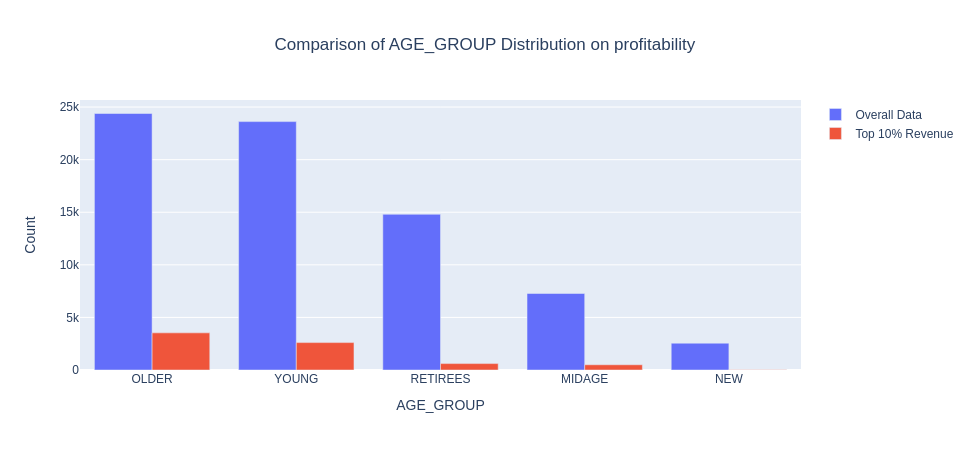 Comparison of AGE_GROUP Distribution on profitability
Overall Data
Top 10% Revenue
Count
25k
20k
15k
10k
5k
0
OLDER
YOUNG
RETIREES
MIDAGE
NEW
AGE_GROUP